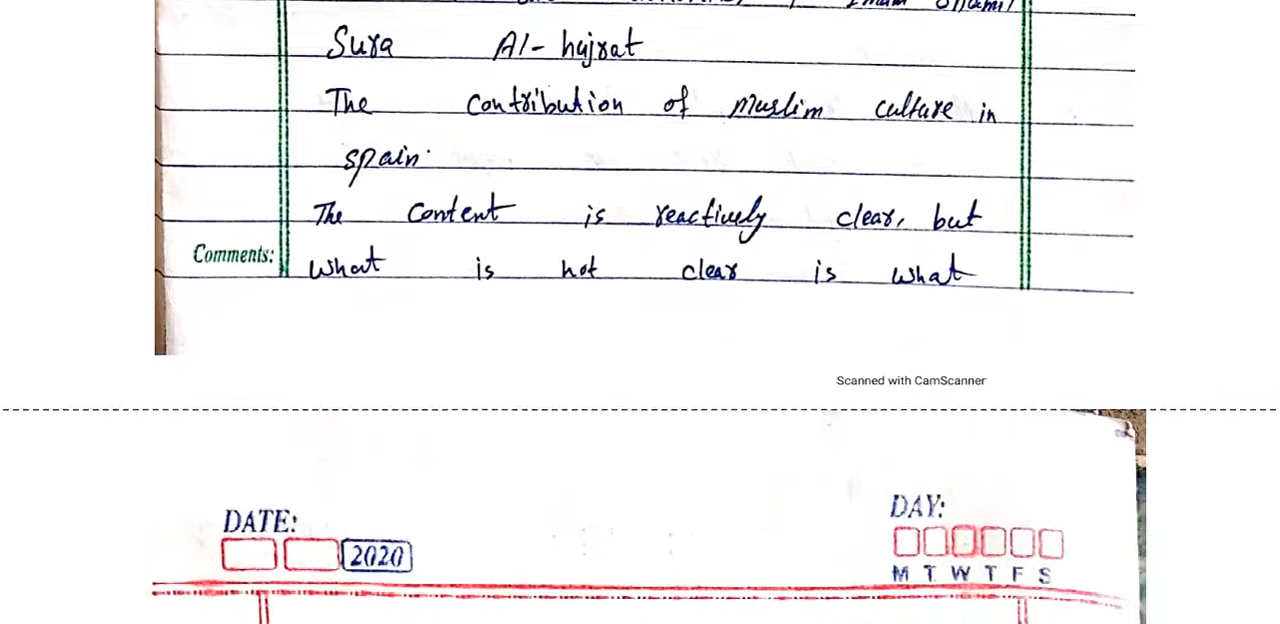 Sura Al-hujrat
The contribution of muslim culture in
spain.
The content is reactively clear, but
Comments: what is not clear is what
Scanned with CamScanner
DATE: DAY:
2020
M T W T F S